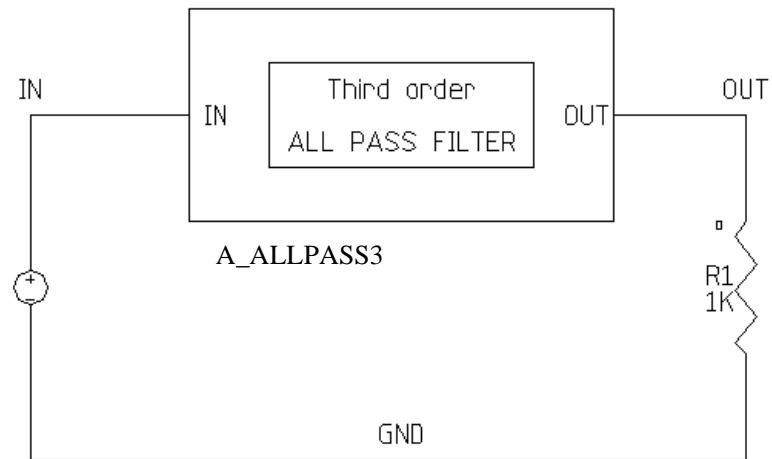 Third order
ALL PASS FILTER
IN
OUT
IN
OUT
A_ALLPASS3
+
-
R1
1K
GND